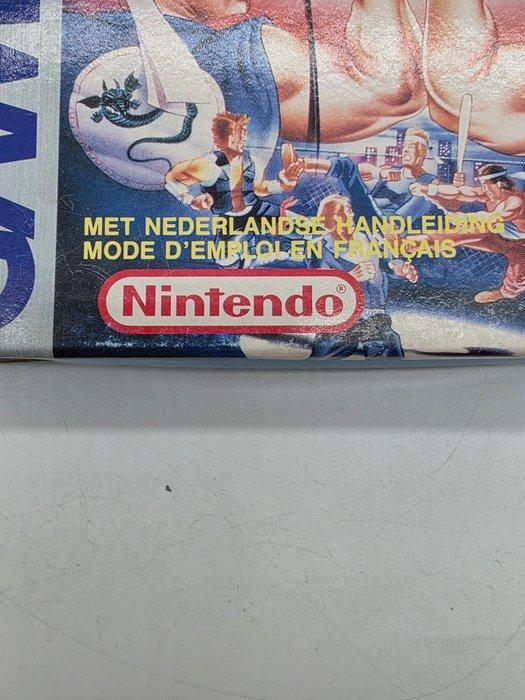 MET NEDERLANDSE HANDLEIDING
MODE D'EMPLOI EN FRANÇAIS
Nintendo®